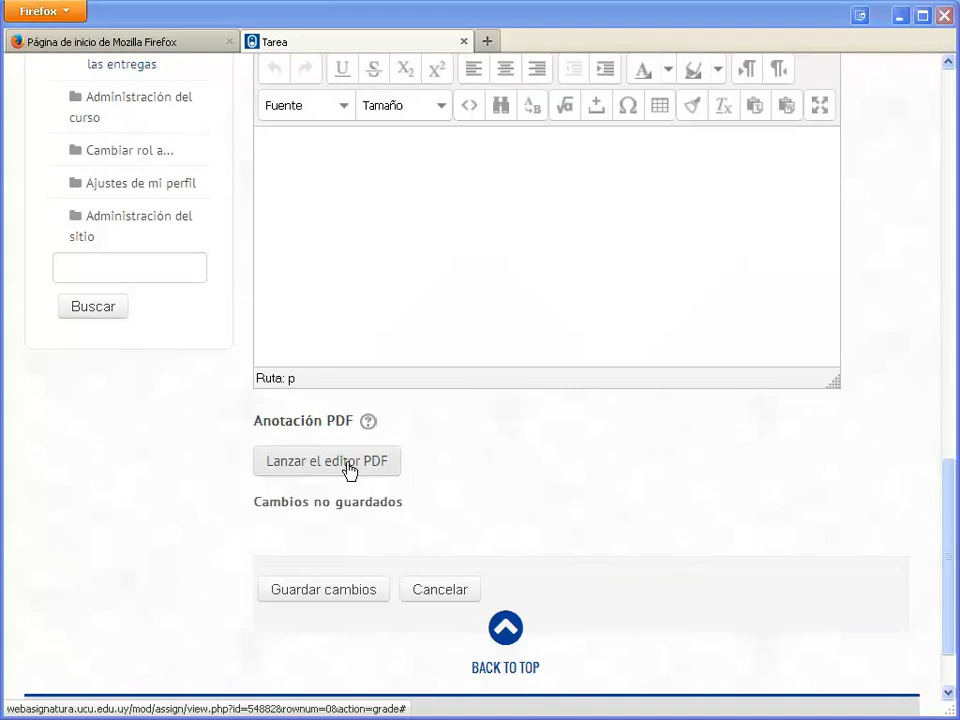 Firefox
Página de inicio de Mozilla Firefox
Tarea
las entregas
Administración del
curso
Cambiar rol a...
Ajustes de mi perfil
Administración del
sitio
Buscar
Fuente
Tamaño
Ruta: p
Anotación PDF
Lanzar el editor PDF
Cambios no guardados
Guardar cambios
Cancelar
BACK TO TOP
webasignatura.ucu.edu.uy/mod/assign/view.php?id=54882&rownum=0&action=grade#